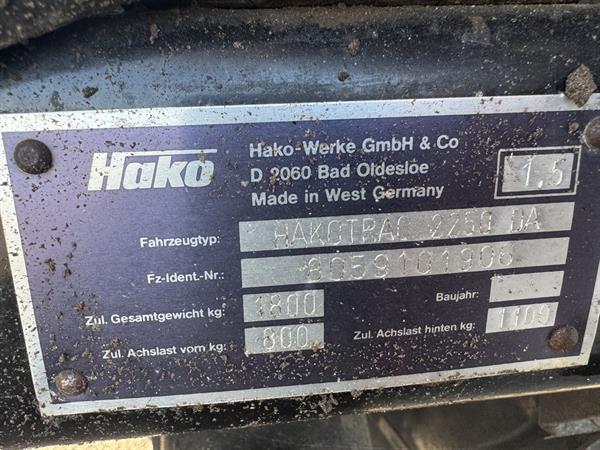 Hako
Hako-Werke GmbH & Co
D 2060 Bad Oldesloe
Made in West Germany
1.5
Fahrzeugtyp: HAKOTRAC 2250 DA
Fz-Ident.-Nr.: 8059101906
Zul. Gesamtgewicht kg: 1800
Baujahr:
Zul. Achslast vorn kg: 800
Zul. Achslast hinten kg: 1100